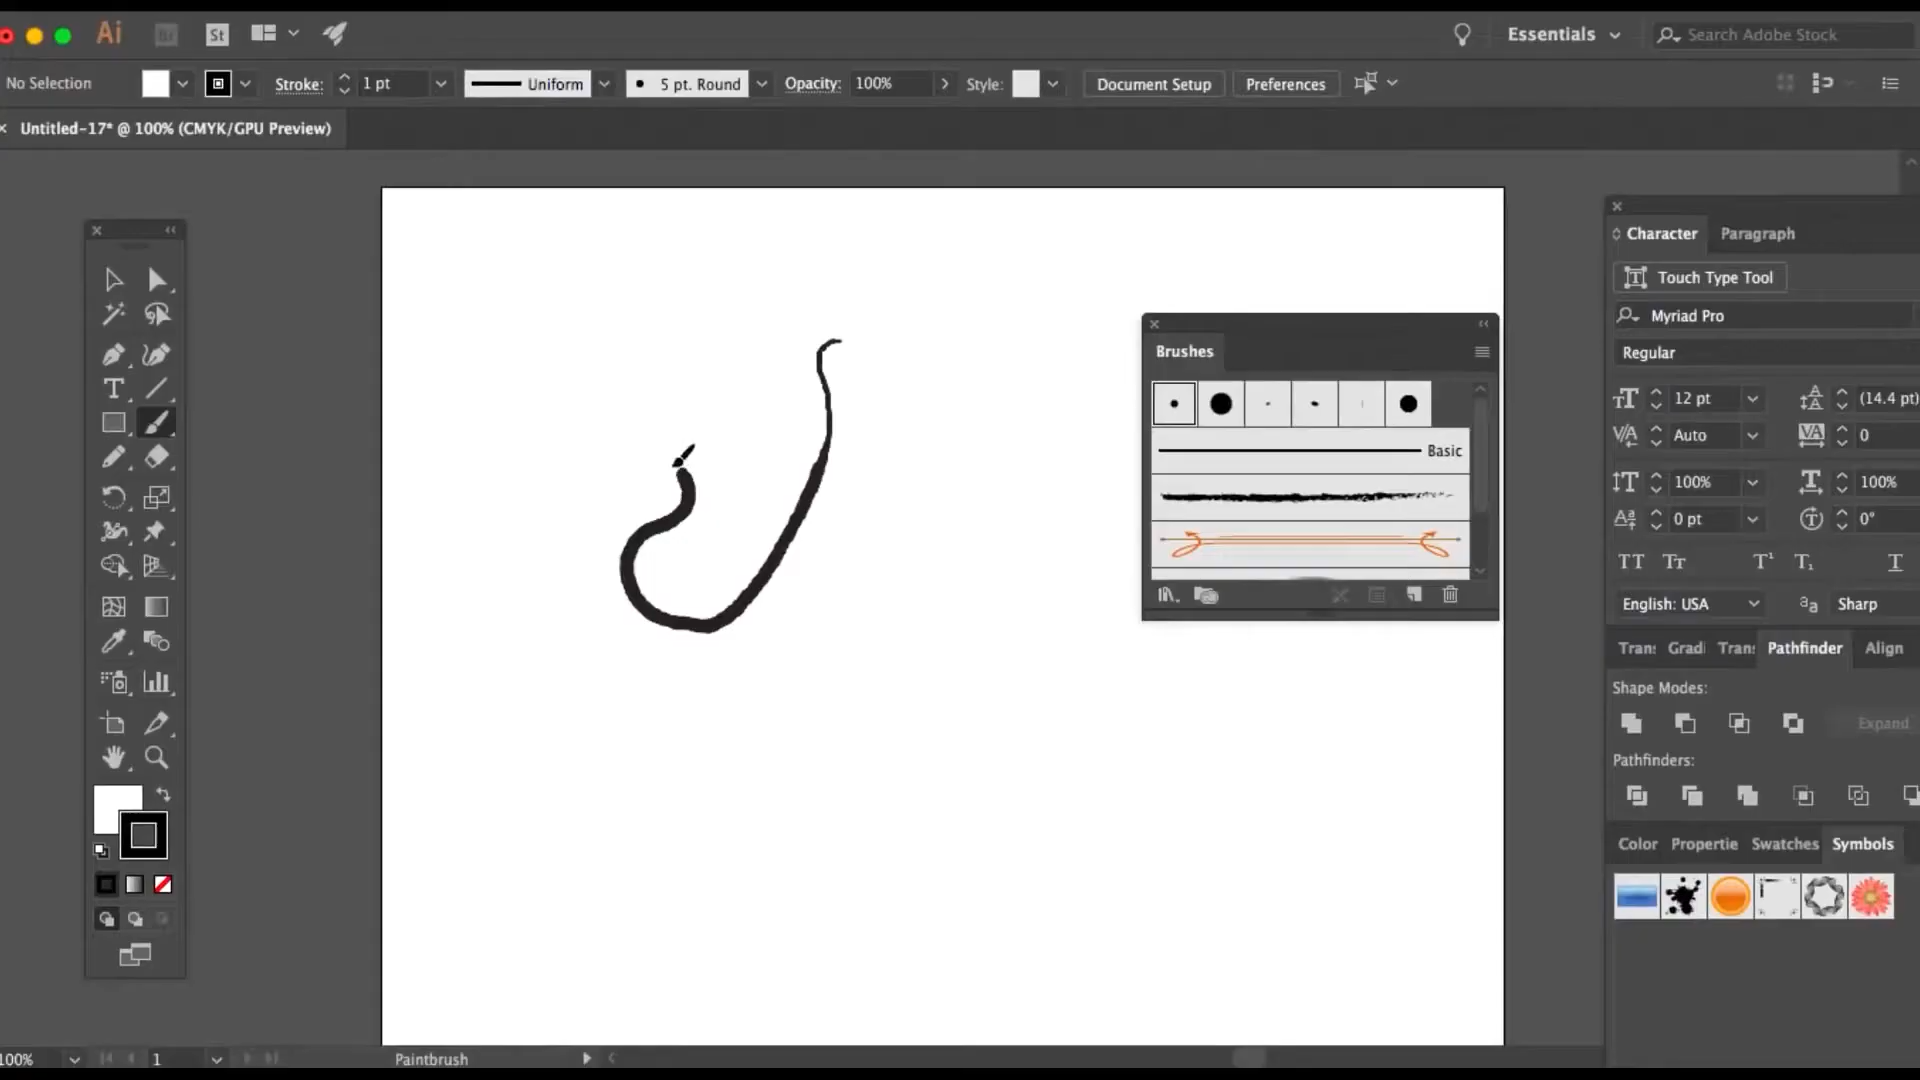 Ai Br St Essentials Search Adobe Stock
No Selection Stroke: 1 pt Uniform 5 pt. Round Opacity: 100% Style: Document Setup Preferences
× Untitled-17* @ 100% (CMYK/GPU Preview)
Character Paragraph
Touch Type Tool
Myriad Pro
Regular
12 pt (14.4 pt)
Auto 0
100% 100%
0 pt 0°
English: USA Sharp
Brushes
Basic
Tran: Gradi Tran: Pathfinder Align
Shape Modes:
Expand
Pathfinders:
Color Propertie Swatches Symbols
100% 1 Paintbrush